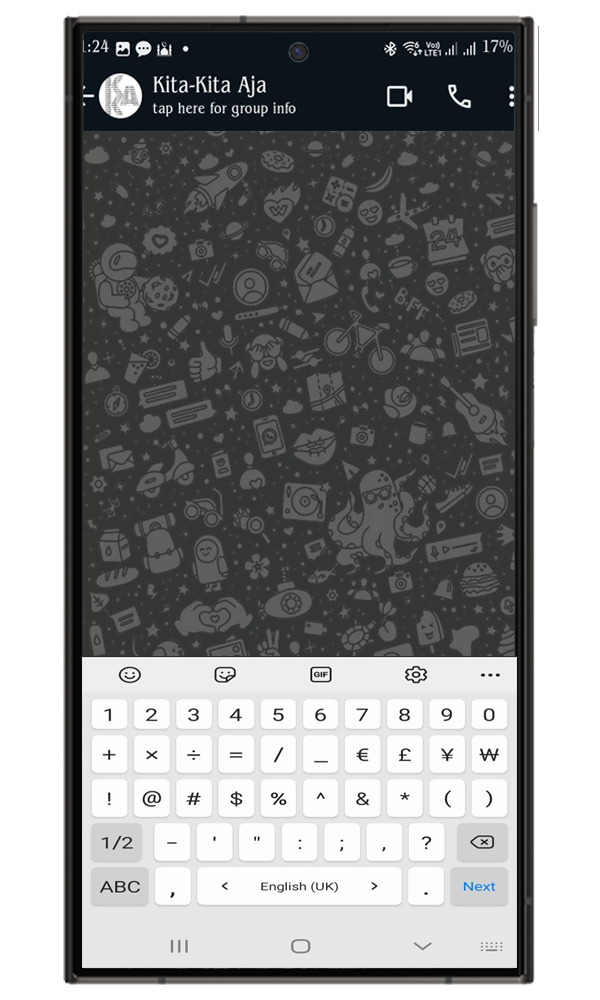 1:24
Vo))
LTE1
17%
Kita-Kita Aja
tap here for group info
24
B.FF
GIF
1 2 3 4 5 6 7 8 9 0
+ × ÷ = / _ € £ ¥ ₩
! @ # $ % ^ & * ( )
1/2 - ' " : ; , ?
ABC , < English (UK) > . Next